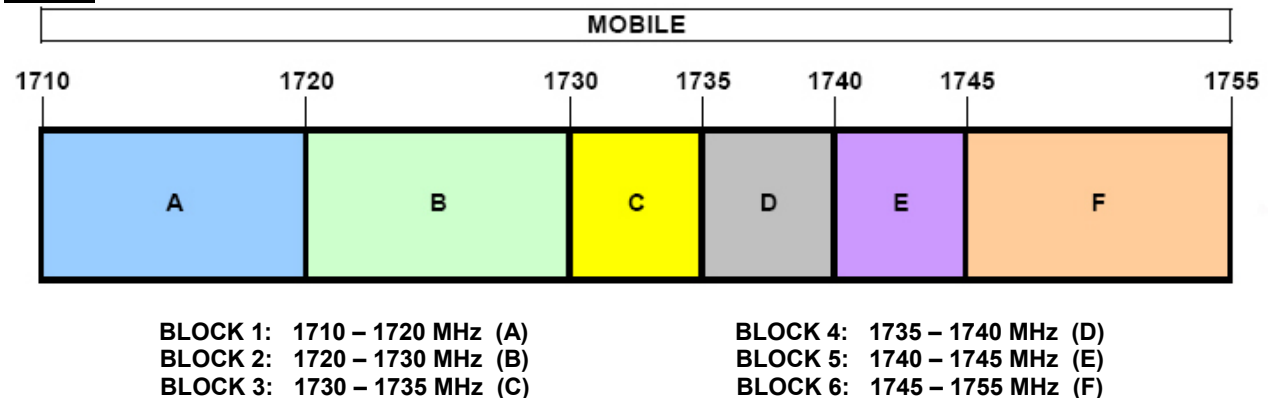 MOBILE
1710 1720 1730 1735 1740 1745 1755
A B C D E F
BLOCK 1: 1710 – 1720 MHz (A)
BLOCK 2: 1720 – 1730 MHz (B)
BLOCK 3: 1730 – 1735 MHz (C)
BLOCK 4: 1735 – 1740 MHz (D)
BLOCK 5: 1740 – 1745 MHz (E)
BLOCK 6: 1745 – 1755 MHz (F)